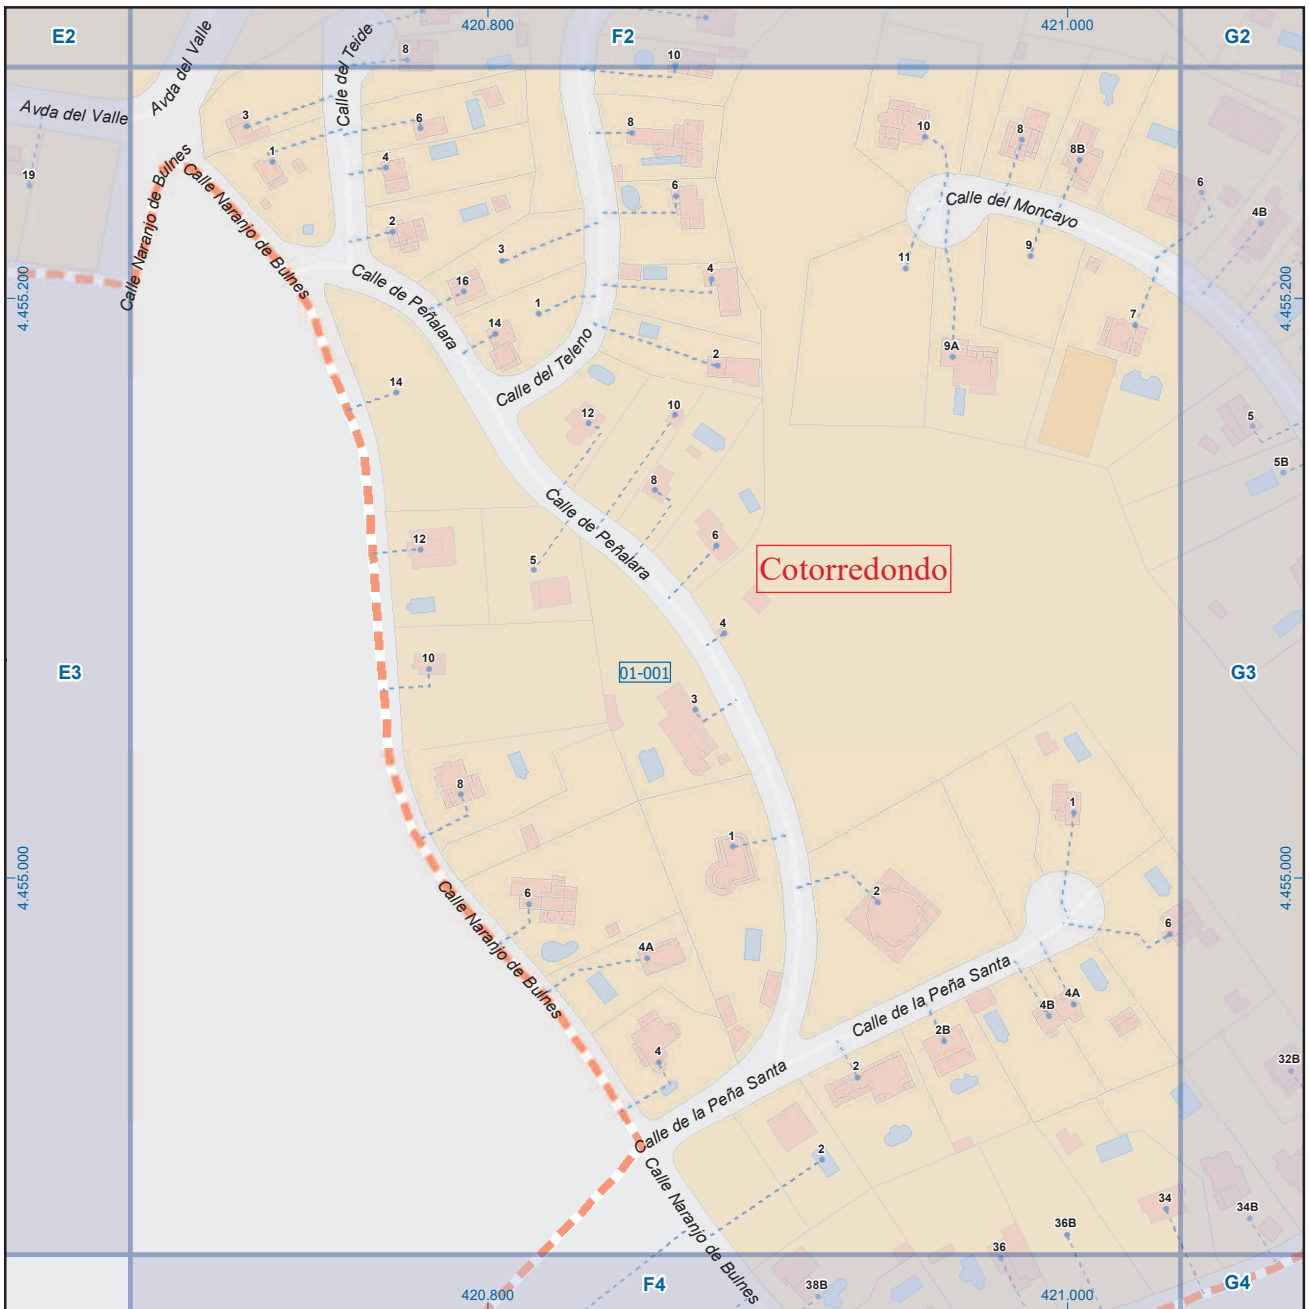 E2
420.800
F2
421.000
G2
Avda del Valle
Avda del Valle
Calle del Teide
8
10
3
6
8
10
8
8B
1
4
19
6
6
4B
Calle Naranjo de Bulnes
Calle Naranjo de Bulnes
2
3
Calle del Moncayo
11
9
4.455.200
Calle de Peñalara
16
4
1
4.455.200
14
7
9A
Calle del Teleno
2
14
12
10
5
5B
8
Calle de Peñalara
12
5
6
Cotorredondo
4
E3
10
01-001
3
G3
8
1
1
4.455.000
4.455.000
Calle Naranjo de Bulnes
6
2
6
4A
Calle de la Peña Santa
4B
4A
2B
4
2
32B
Calle de la Peña Santa
2
Calle Naranjo de Bulnes
34
34B
36B
36
38B
F4
G4
420.800
421.000